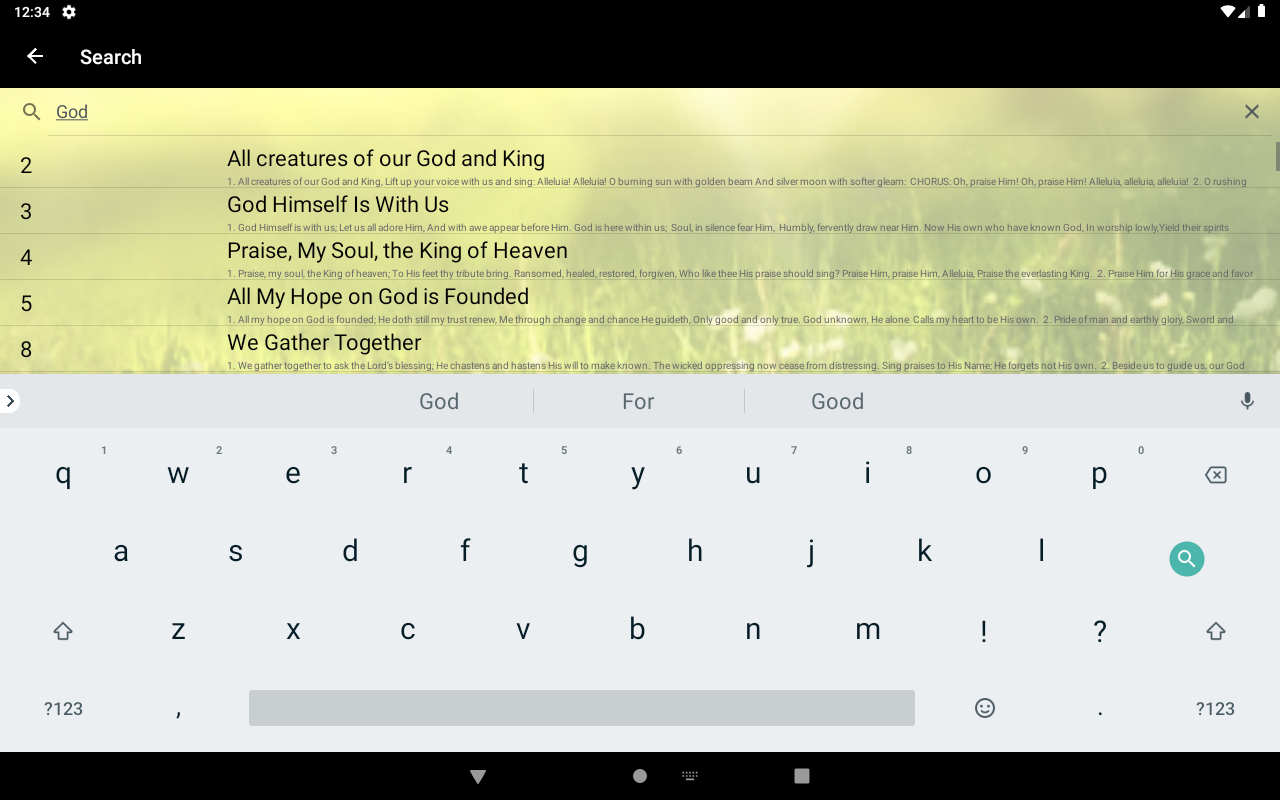 12:34
Search
God
2
All creatures of our God and King
1. All creatures of our God and King, Lift up your voice with us and sing: Alleluia! Alleluia! O burning sun with golden beam And silver moon with softer gleam: CHORUS: Oh, praise Him! Oh, praise Him! Alleluia, alleluia, alleluia! 2. O rushing
3
God Himself Is With Us
1. God Himself is with us; Let us all adore Him, And with awe appear before Him. God is here within us; Soul, in silence fear Him, Humbly, fervently draw near Him. Now His own who have known God, In worship lowly,Yield their spirits
4
Praise, My Soul, the King of Heaven
1. Praise, my soul, the King of heaven; To His feet thy tribute bring. Ransomed, healed, restored, forgiven, Who like thee His praise should sing? Praise Him, praise Him, Alleluia, Praise the everlasting King. 2. Praise Him for His grace and favor
5
All My Hope on God is Founded
1. All my hope on God is founded; He doth still my trust renew, Me through change and chance He guideth, Only good and only true. God unknown, He alone Calls my heart to be His own. 2. Pride of man and earthly glory, Sword and
8
We Gather Together
1. We gather together to ask the Lord's blessing; He chastens and hastens His will to make known. The wicked oppressing now cease from distressing. Sing praises to His Name; He forgets not His own. 2. Beside us to guide us, our God
God For Good
1 2 3 4 5 6 7 8 9 0
q w e r t y u i o p
a s d f g h j k l
z x c v b n m ! ?
?123 , . ?123